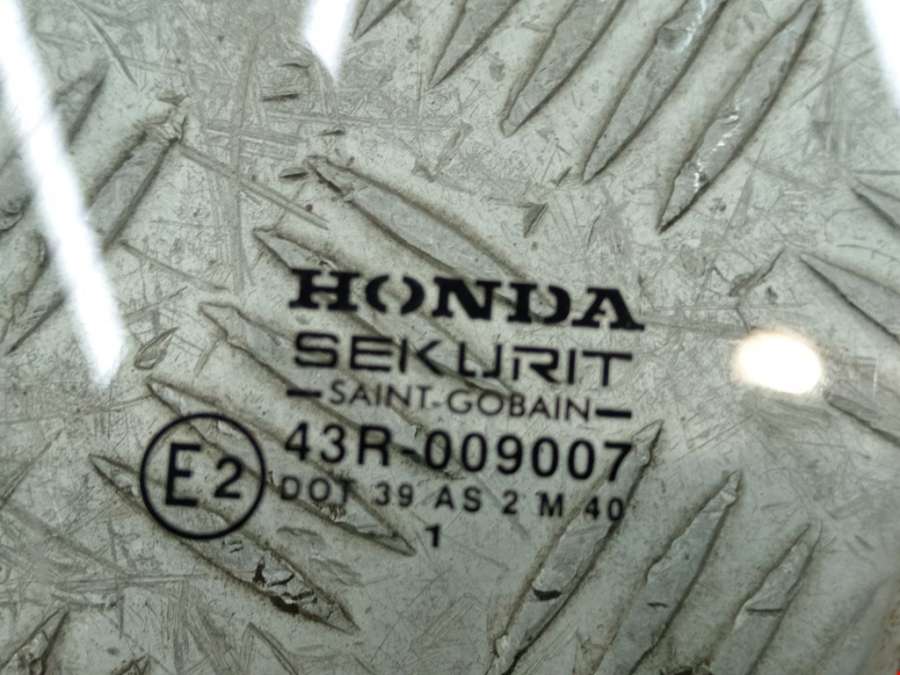 HONDA
SEKURIT
SAINT-GOBAIN
43R-009007
E2
DOT 39 AS 2 M 40
1